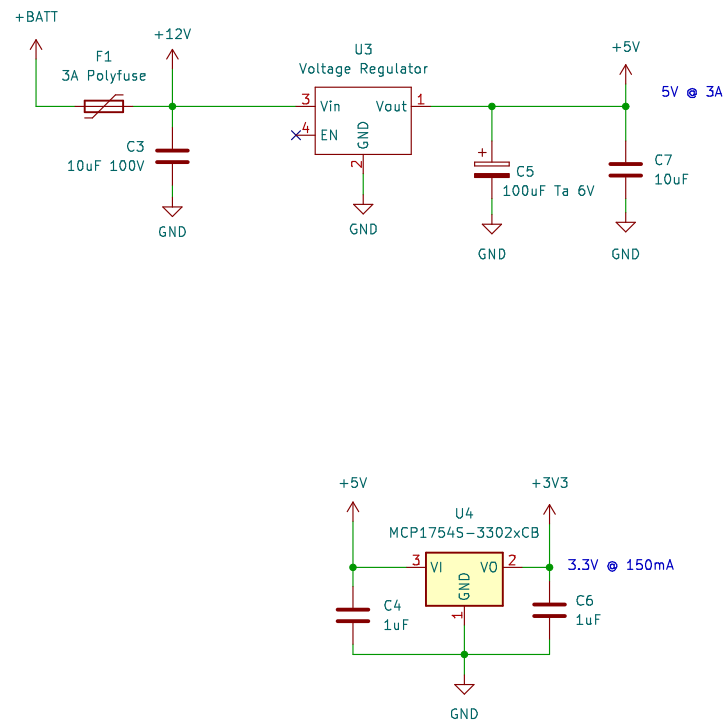 +BATT
+12V
F1
3A Polyfuse
C3
10uF 100V
GND
U3
Voltage Regulator
3 Vin Vout 1
4 EN
GND
2
GND
+5V
5V @ 3A
C5
100uF Ta 6V
GND
C7
10uF
GND
+5V
+3V3
U4
MCP1754S-3302xCB
3 VI VO 2
GND
1
3.3V @ 150mA
C4
1uF
C6
1uF
GND